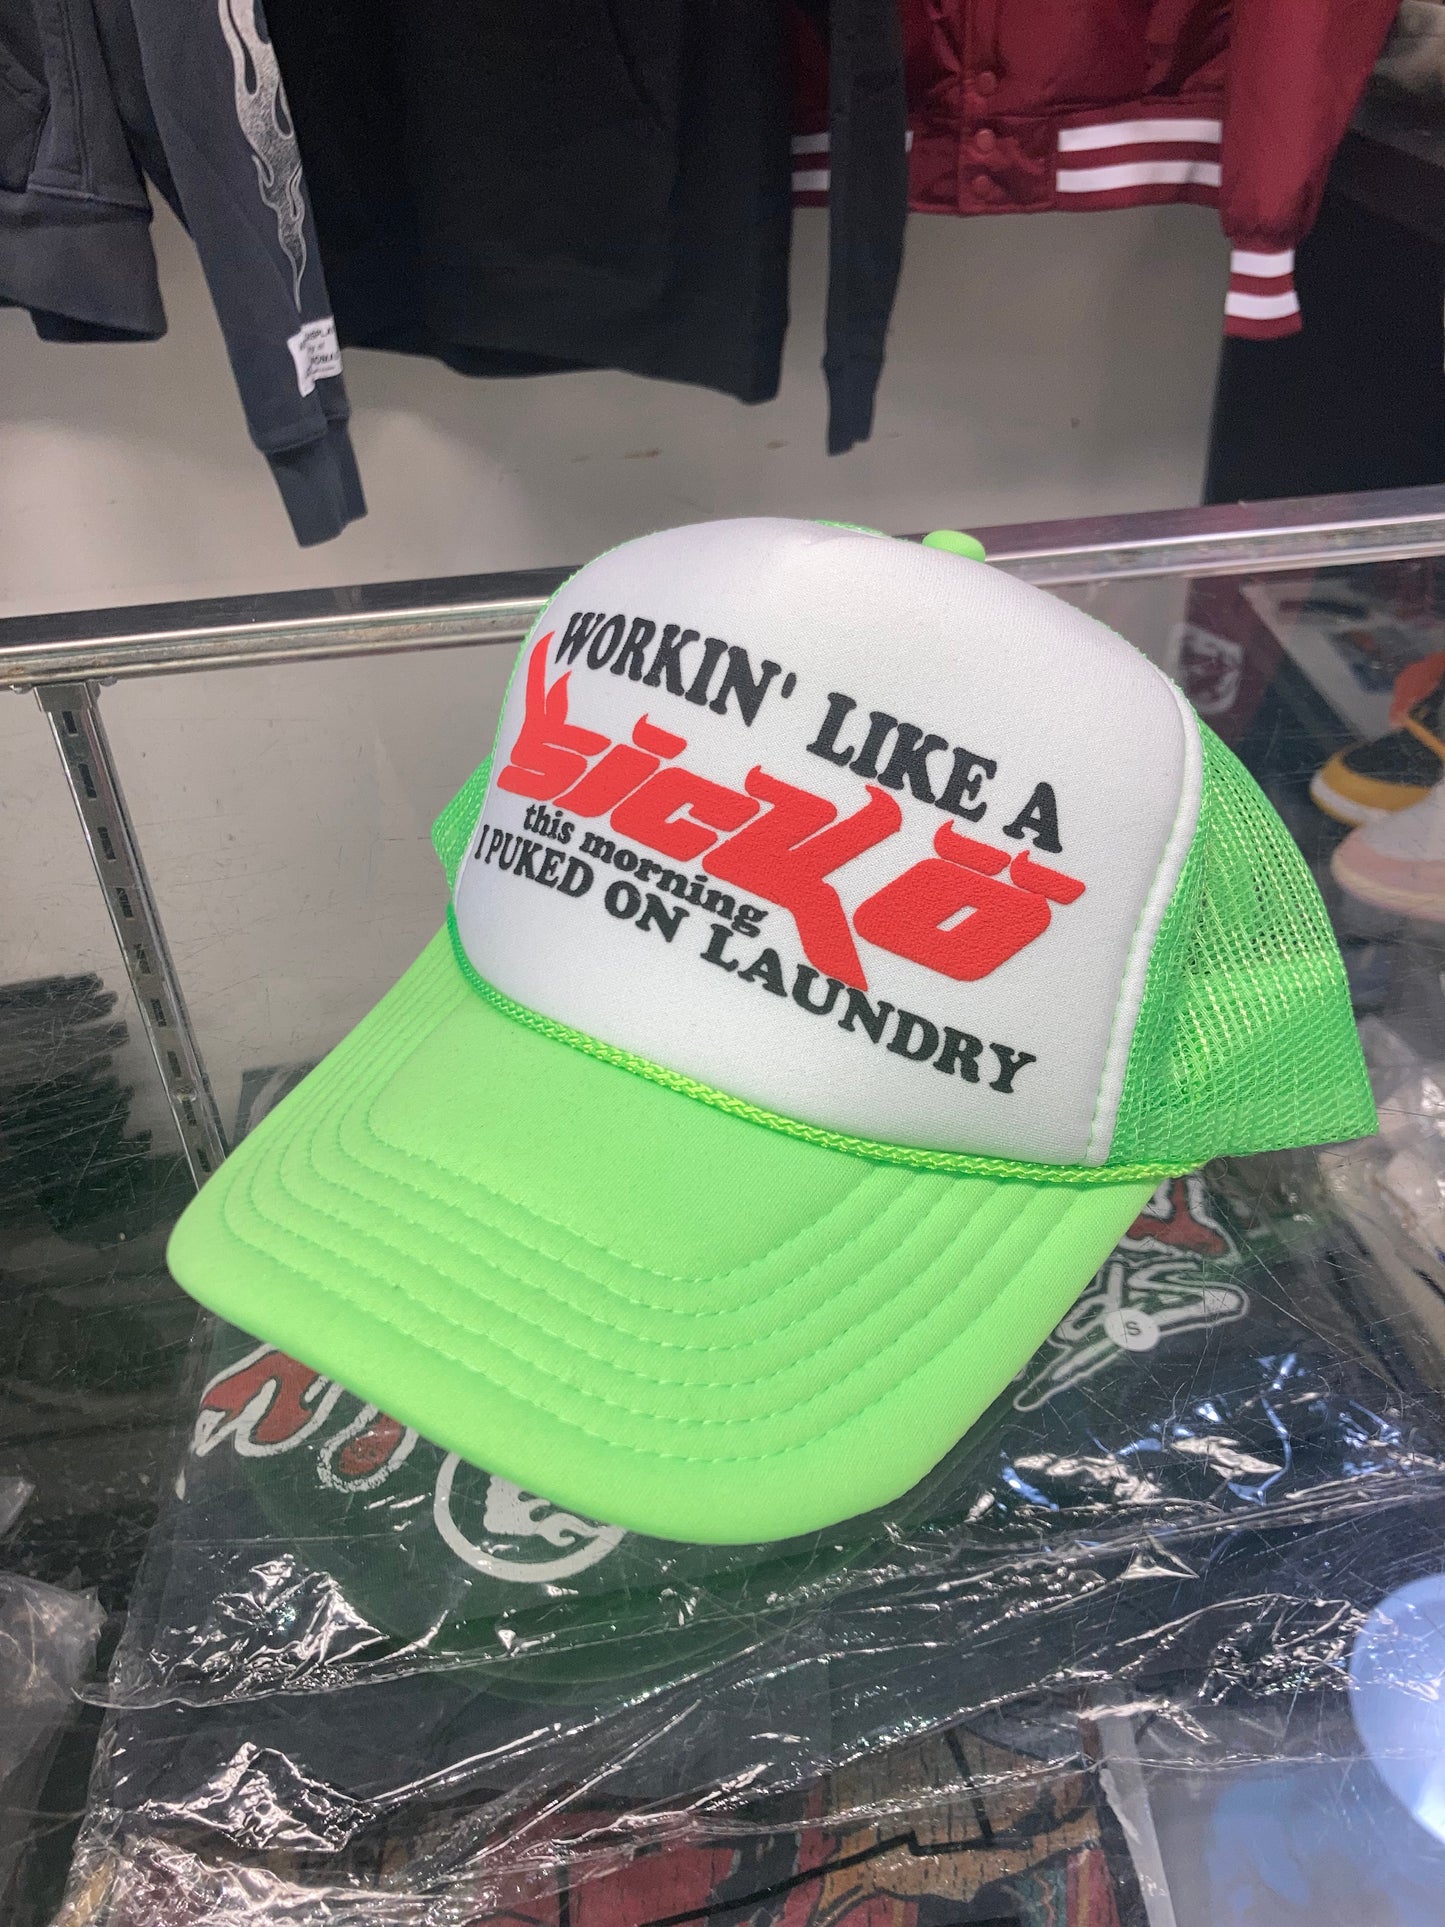 WORKIN' LIKE A
sicko
this morning
I PUKED ON LAUNDRY
S